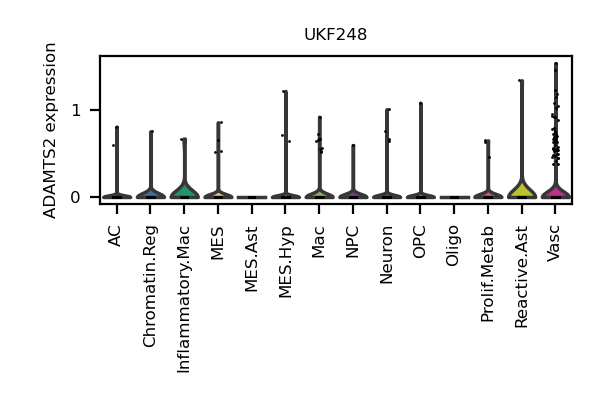 UKF248
ADAMTS2 expression
1
0
AC
Chromatin.Reg
Inflammatory.Mac
MES
MES.Ast
MES.Hyp
Mac
NPC
Neuron
OPC
Oligo
Prolif.Metab
Reactive.Ast
Vasc